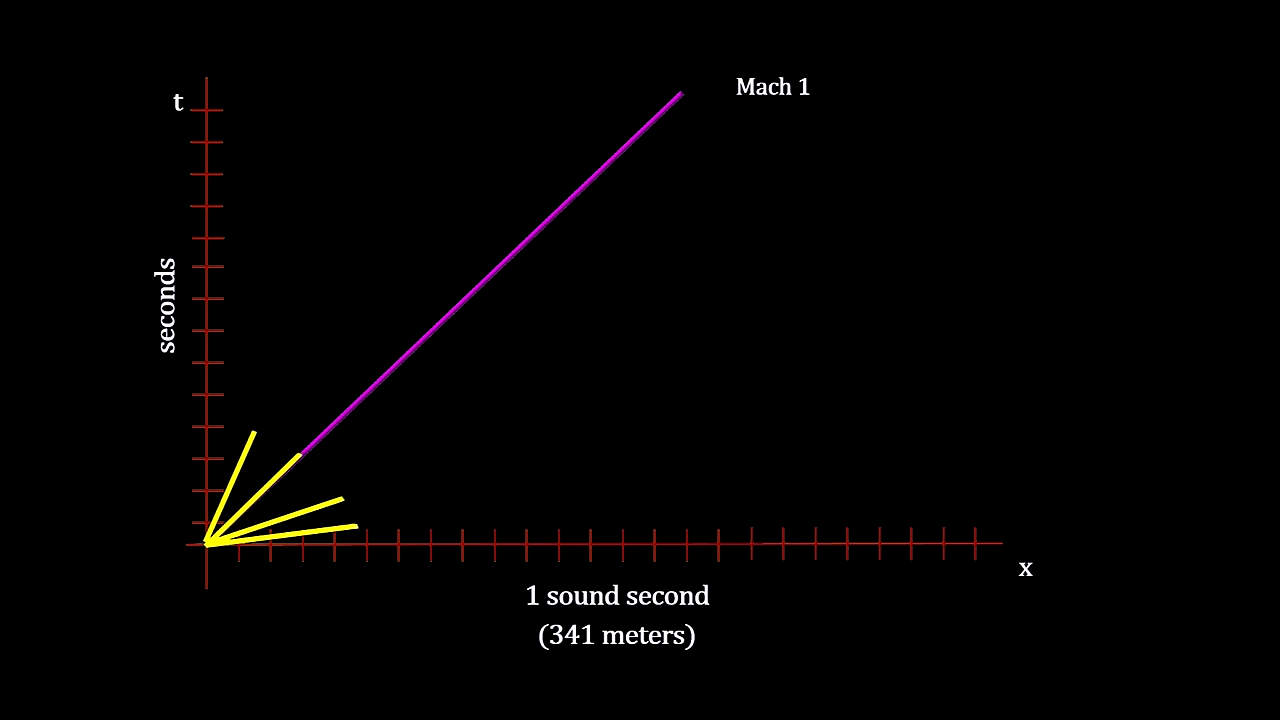 Mach 1
t
seconds
x
1 sound second
(341 meters)